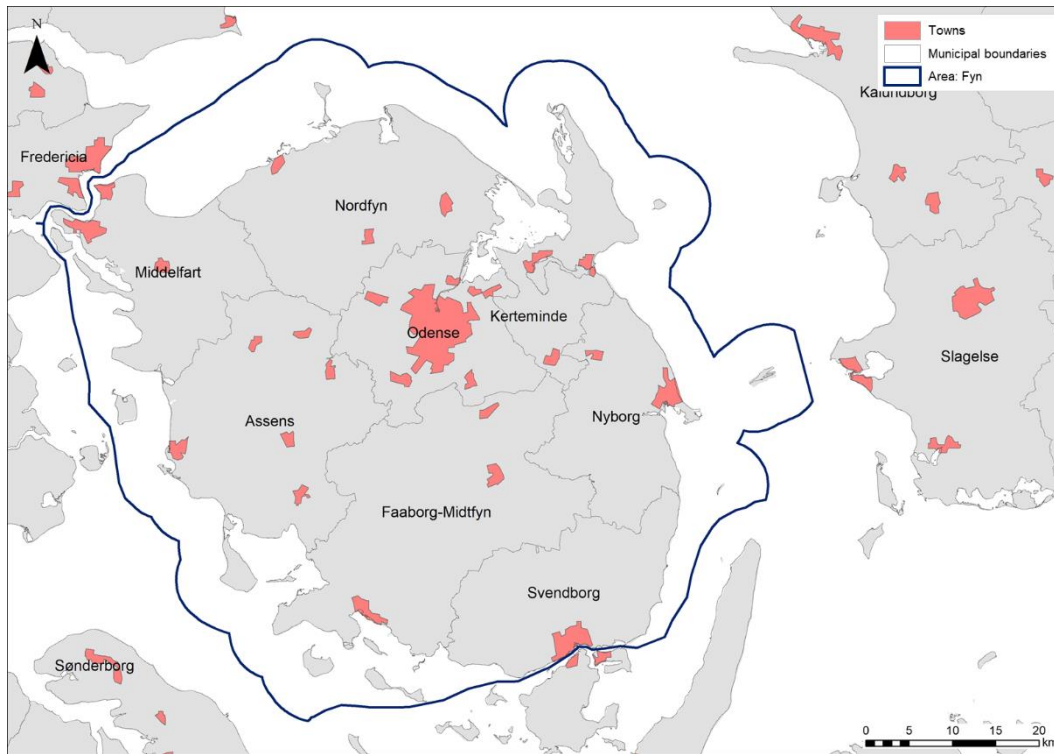 N
Towns
Municipal boundaries
Area: Fyn
Kalundborg
Fredericia
Nordfyn
Middelfart
Kerteminde
Odense
Slagelse
Assens
Nyborg
Faaborg-Midtfyn
Svendborg
Sønderborg
0 5 10 15 20
km